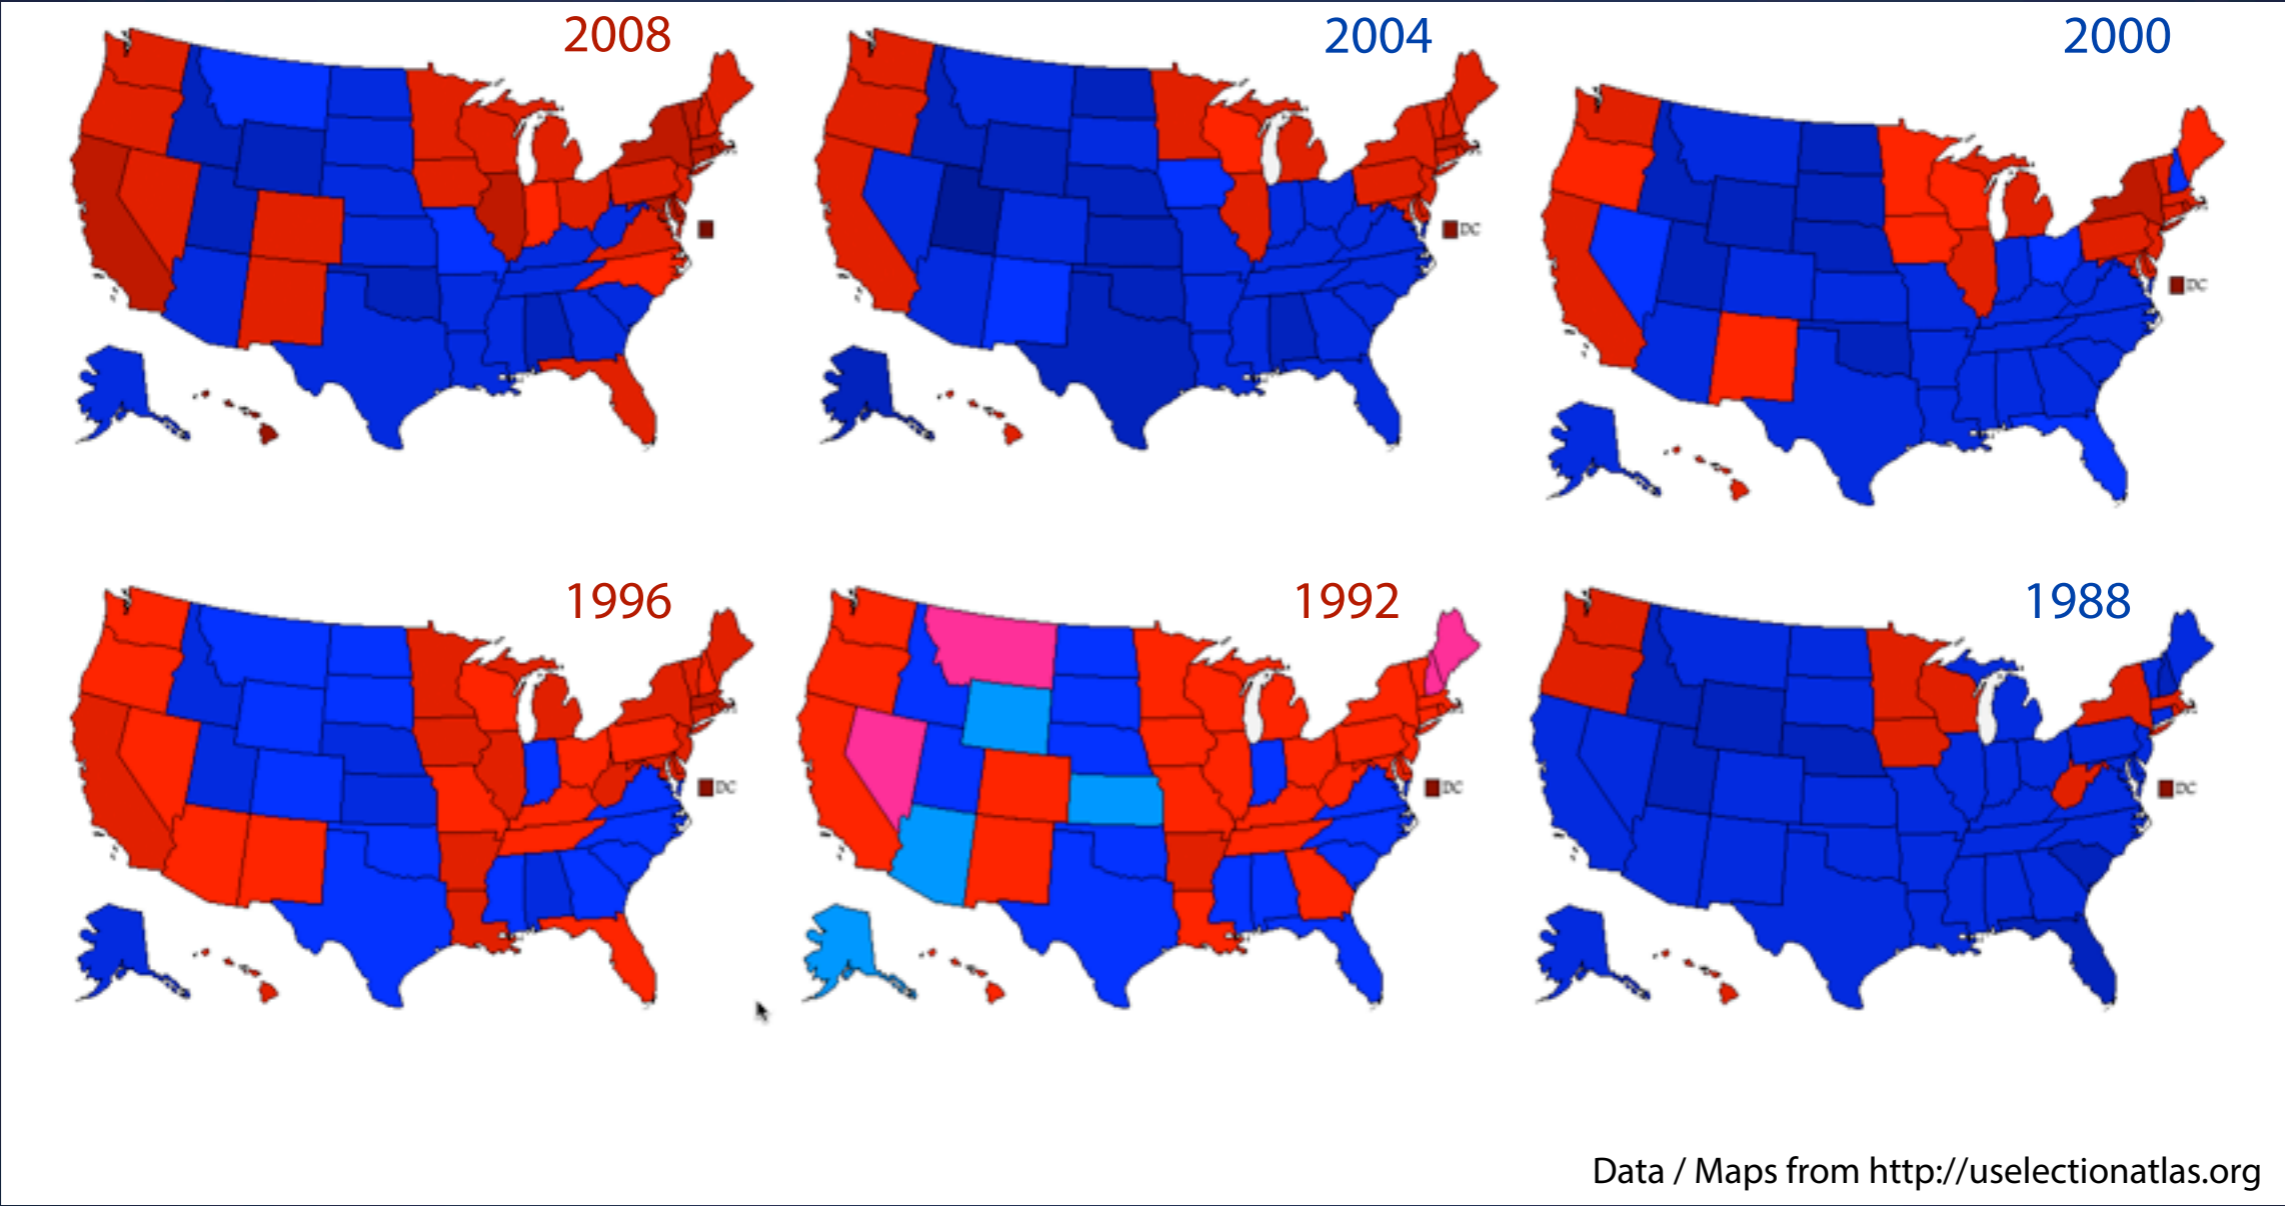 2008
2004
2000
DC
DC
1996
1992
1988
DC
DC
DC
Data / Maps from http://uselectionatlas.org